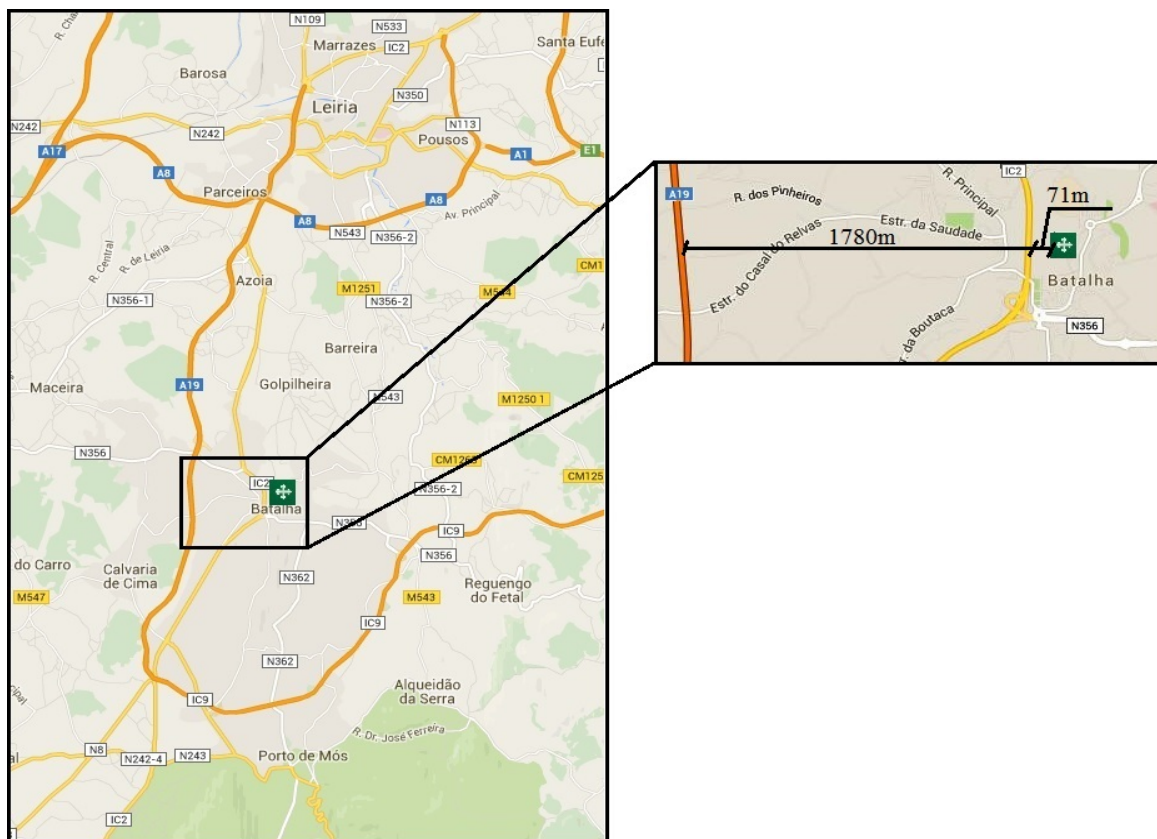 N109
N533
R. Cha
IC2
Marrazes
Santa Eufe
Barosa
N350
Leiria
N242
N242
N113
Pousos
A17
A1
E1
A8
Parceiros
A8
A8
Av. Principal
N543
N356-2
R. Central
R. de Leiria
Azoia
CM1
M1251
N356-1
N356-2
M544
Barreira
A19
Golpilheira
Maceira
N543
M1250 1
N356
CM1260
CM125
IC2
N356-2
Batalha
IC9
N356
do Carro
Calvaria
de Cima
N362
Reguengo
do Fetal
M547
M543
IC9
N362
Alqueidão
da Serra
IC9
R. Dr. José Ferreira
N8
Porto de Mós
N242-4
N243
IC2
A19
R. dos Pinheiros
R. Principal
IC2
71m
Estr. da Saudade
1780m
Estr. do Casal do Relvas
Batalha
Estr. da Boutaca
N356